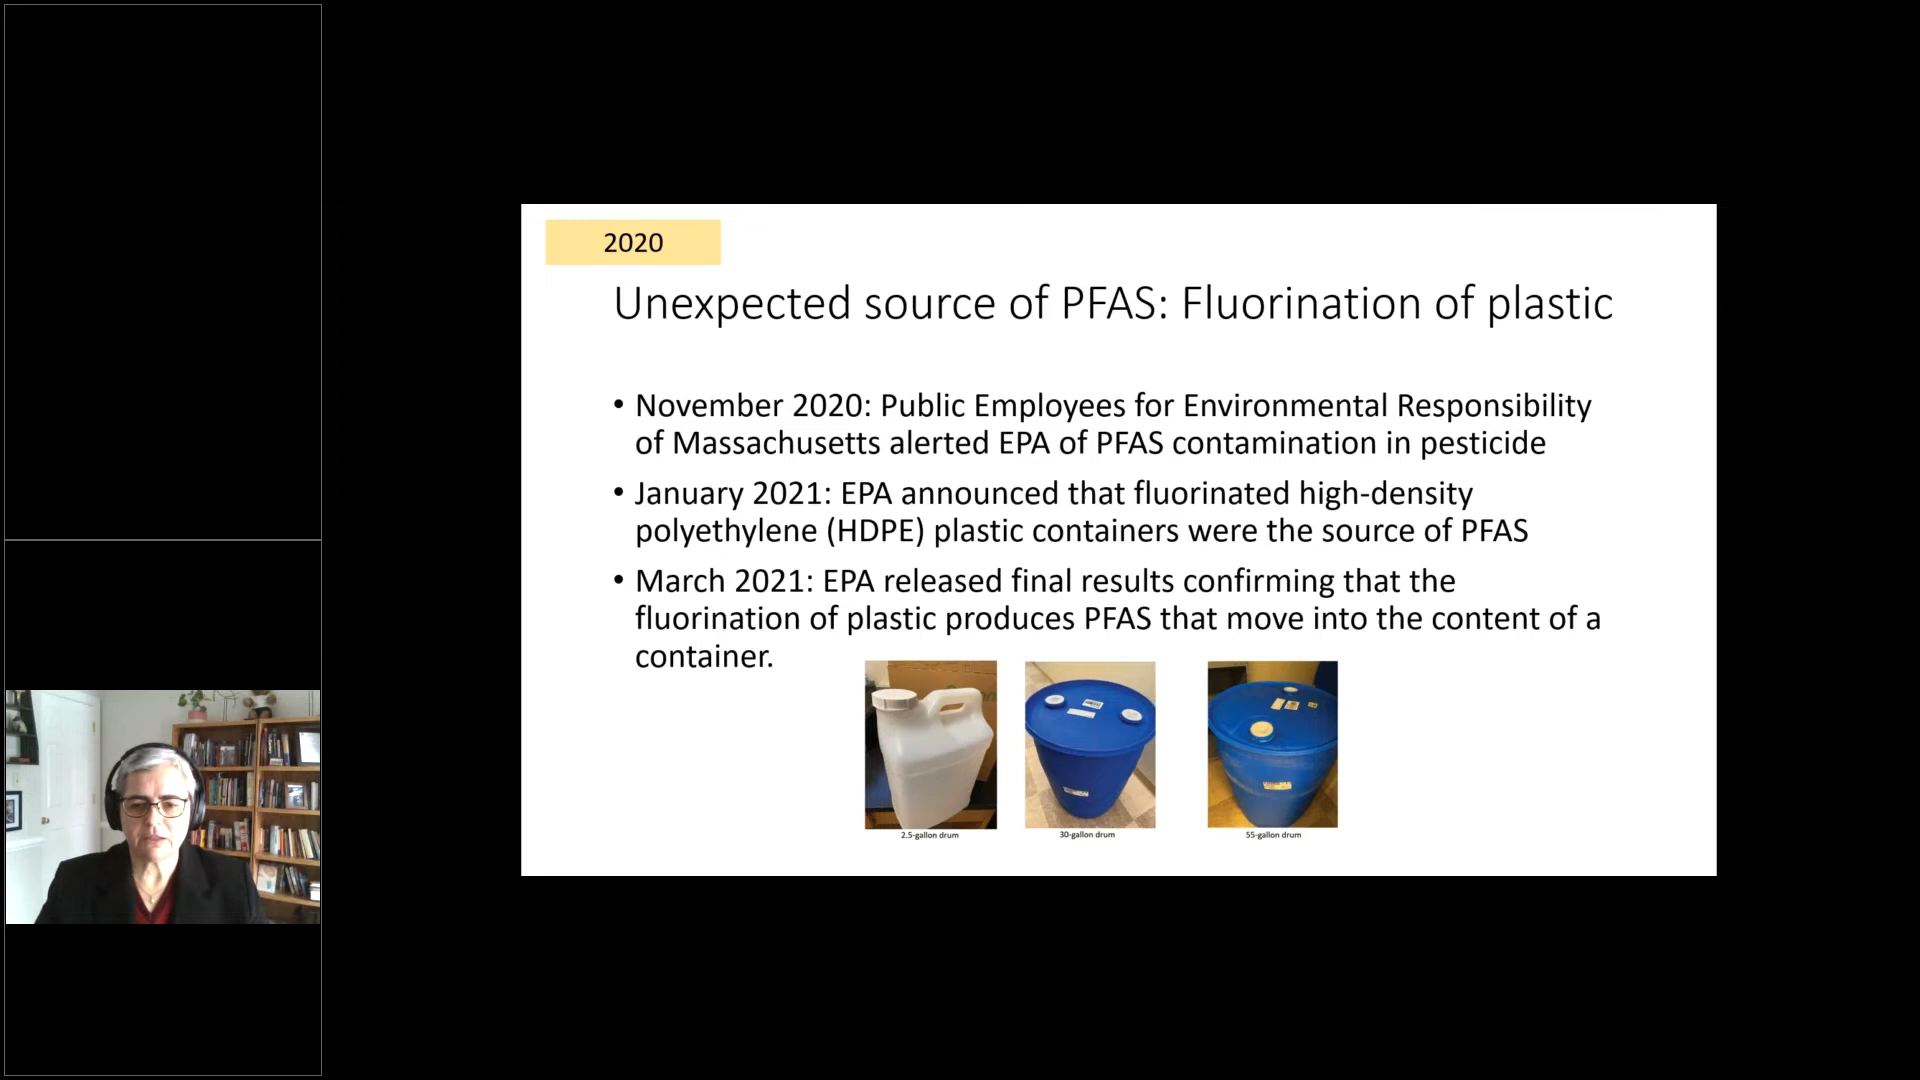 2020
Unexpected source of PFAS: Fluorination of plastic
• November 2020: Public Employees for Environmental Responsibility
of Massachusetts alerted EPA of PFAS contamination in pesticide
• January 2021: EPA announced that fluorinated high-density
polyethylene (HDPE) plastic containers were the source of PFAS
• March 2021: EPA released final results confirming that the
fluorination of plastic produces PFAS that move into the content of a
container.
2.5-gallon drum
30-gallon drum
55-gallon drum